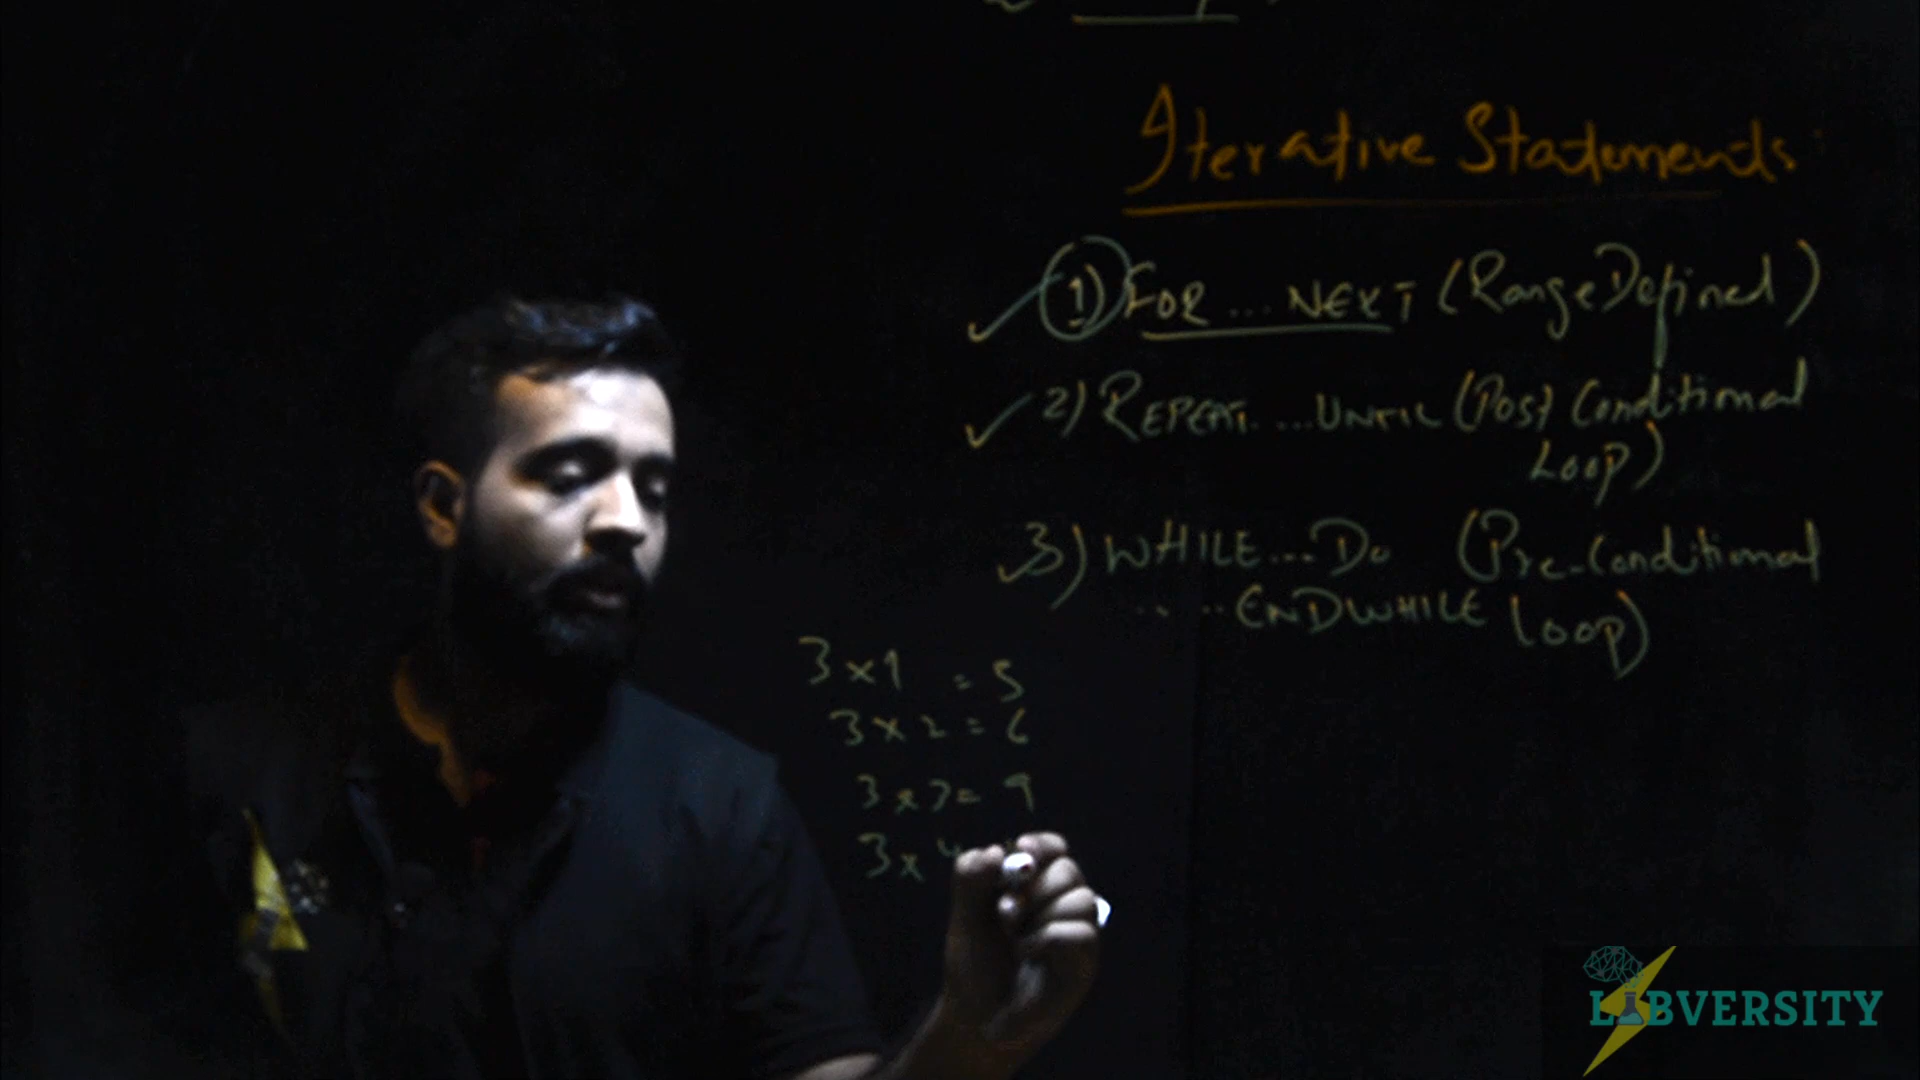 Iterative Statements:
1) FOR ... NEXT (Range Defined)
2) REPEAT ... UNTIL (Post Conditional
Loop)
3) WHILE ... DO (Pre-Conditional
.. .. ENDWHILE Loop)
3 x 1 = 5
3 x 2 = 6
3 x 3 = 9
3 x 4
LABVERSITY